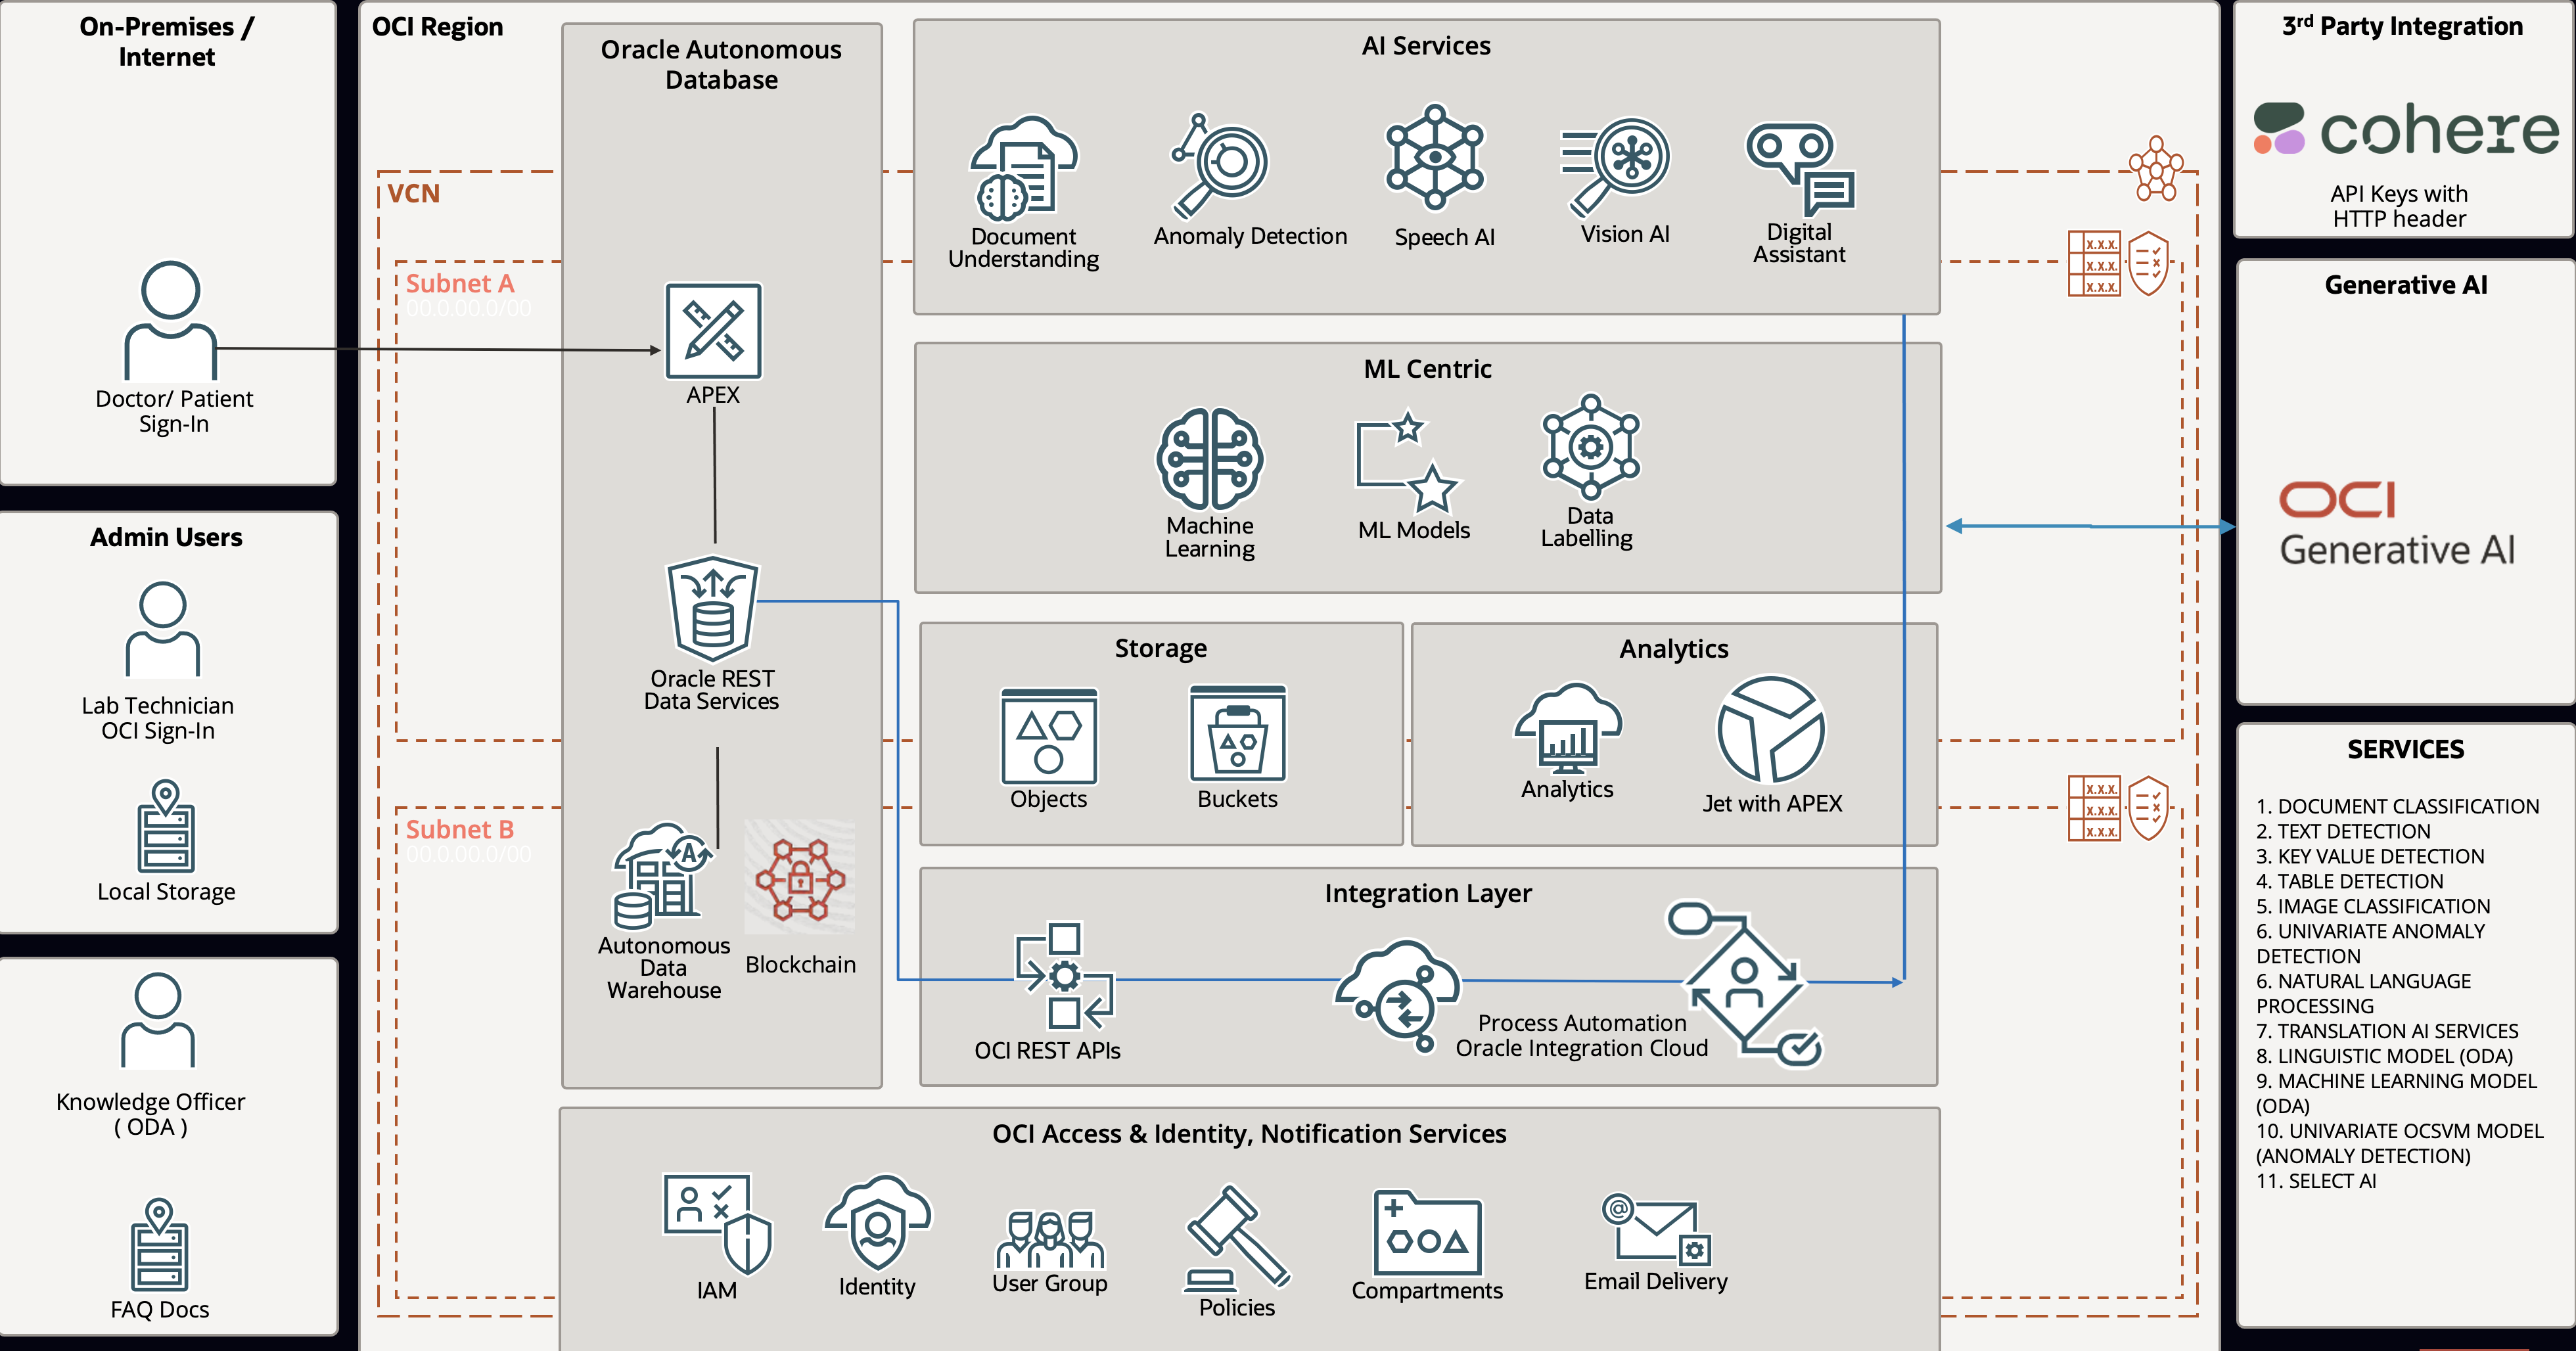 On-Premises /
Internet
Doctor/ Patient
Sign-In
Admin Users
Lab Technician
OCI Sign-In
Local Storage
Knowledge Officer
( ODA )
FAQ Docs
OCI Region
VCN
Subnet A
00.0.00.0/00
Subnet B
00.0.00.0/00
Oracle Autonomous
Database
APEX
Oracle REST
Data Services
A
Autonomous
Data
Warehouse
Blockchain
AI Services
Document
Understanding
Anomaly Detection
Speech AI
Vision AI
Digital
Assistant
ML Centric
Machine
Learning
ML Models
Data
Labelling
Storage
Objects
Buckets
Analytics
Analytics
Jet with APEX
Integration Layer
OCI REST APIs
Process Automation
Oracle Integration Cloud
OCI Access & Identity, Notification Services
IAM
Identity
User Group
Policies
Compartments
@
Email Delivery
X.X.X.
X.X.X.
X.X.X.
X.X.X.
X.X.X.
X.X.X.
3rd Party Integration
cohere
API Keys with
HTTP header
Generative AI
OCI
Generative AI
SERVICES
1. DOCUMENT CLASSIFICATION
2. TEXT DETECTION
3. KEY VALUE DETECTION
4. TABLE DETECTION
5. IMAGE CLASSIFICATION
6. UNIVARIATE ANOMALY
DETECTION
6. NATURAL LANGUAGE
PROCESSING
7. TRANSLATION AI SERVICES
8. LINGUISTIC MODEL (ODA)
9. MACHINE LEARNING MODEL
(ODA)
10. UNIVARIATE OCSVM MODEL
(ANOMALY DETECTION)
11. SELECT AI